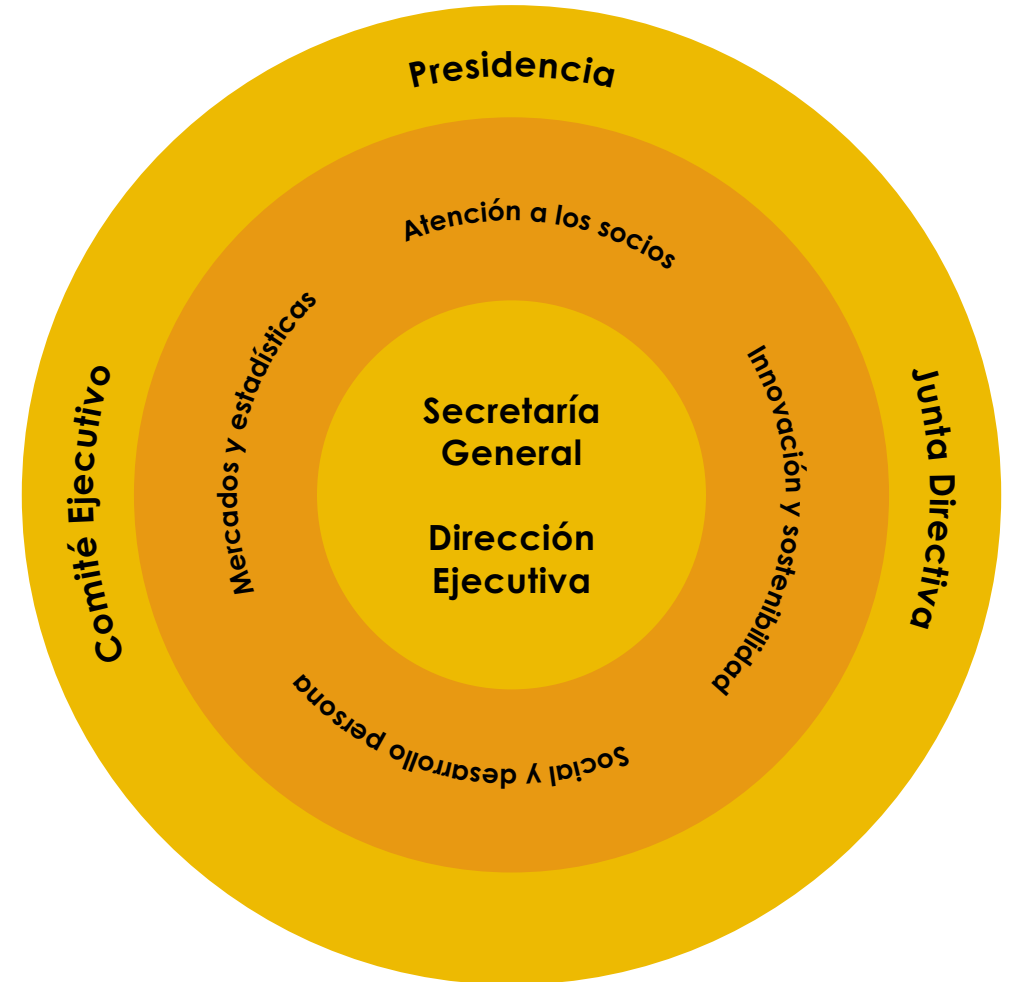 Presidencia
Comité Ejecutivo
Junta Directiva
Atención a los socios
Mercados y estadísticas
Innovación y sostenibilidad
Social y desarrollo persona
Secretaría
General
Dirección
Ejecutiva